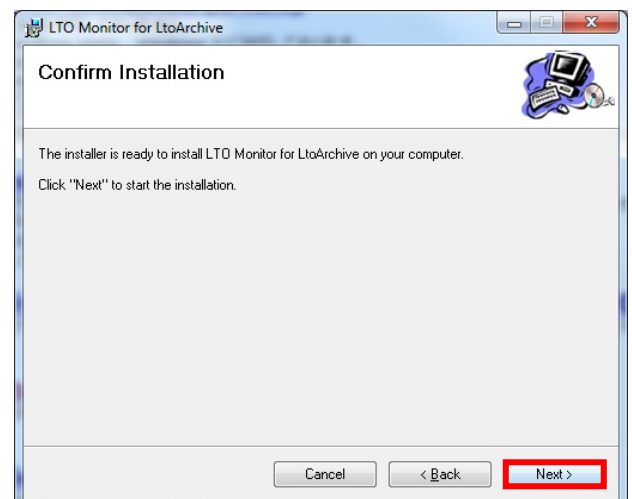 LTO Monitor for LtoArchive
Confirm Installation
The installer is ready to install LTO Monitor for LtoArchive on your computer.
Click "Next" to start the installation.
Cancel
< Back
Next >